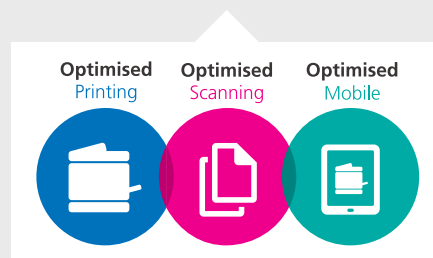 Optimised
Printing
Optimised
Scanning
Optimised
Mobile